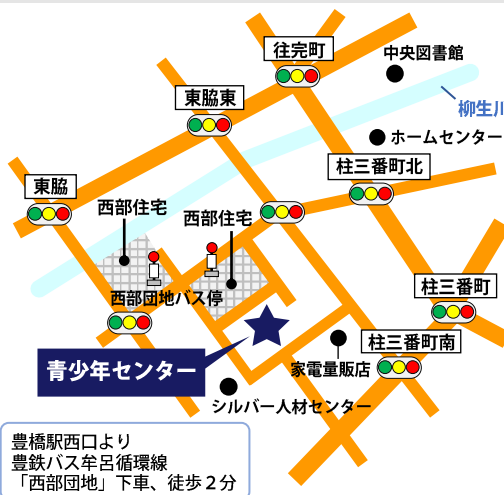 往完町
中央図書館
東脇東
柳生川
ホームセンター
柱三番町北
東脇
西部住宅
西部住宅
西部団地バス停
柱三番町
柱三番町南
青少年センター
家電量販店
シルバー人材センター
豊橋駅西口より
豊鉄バス牟呂循環線
「西部団地」下車、徒歩２分